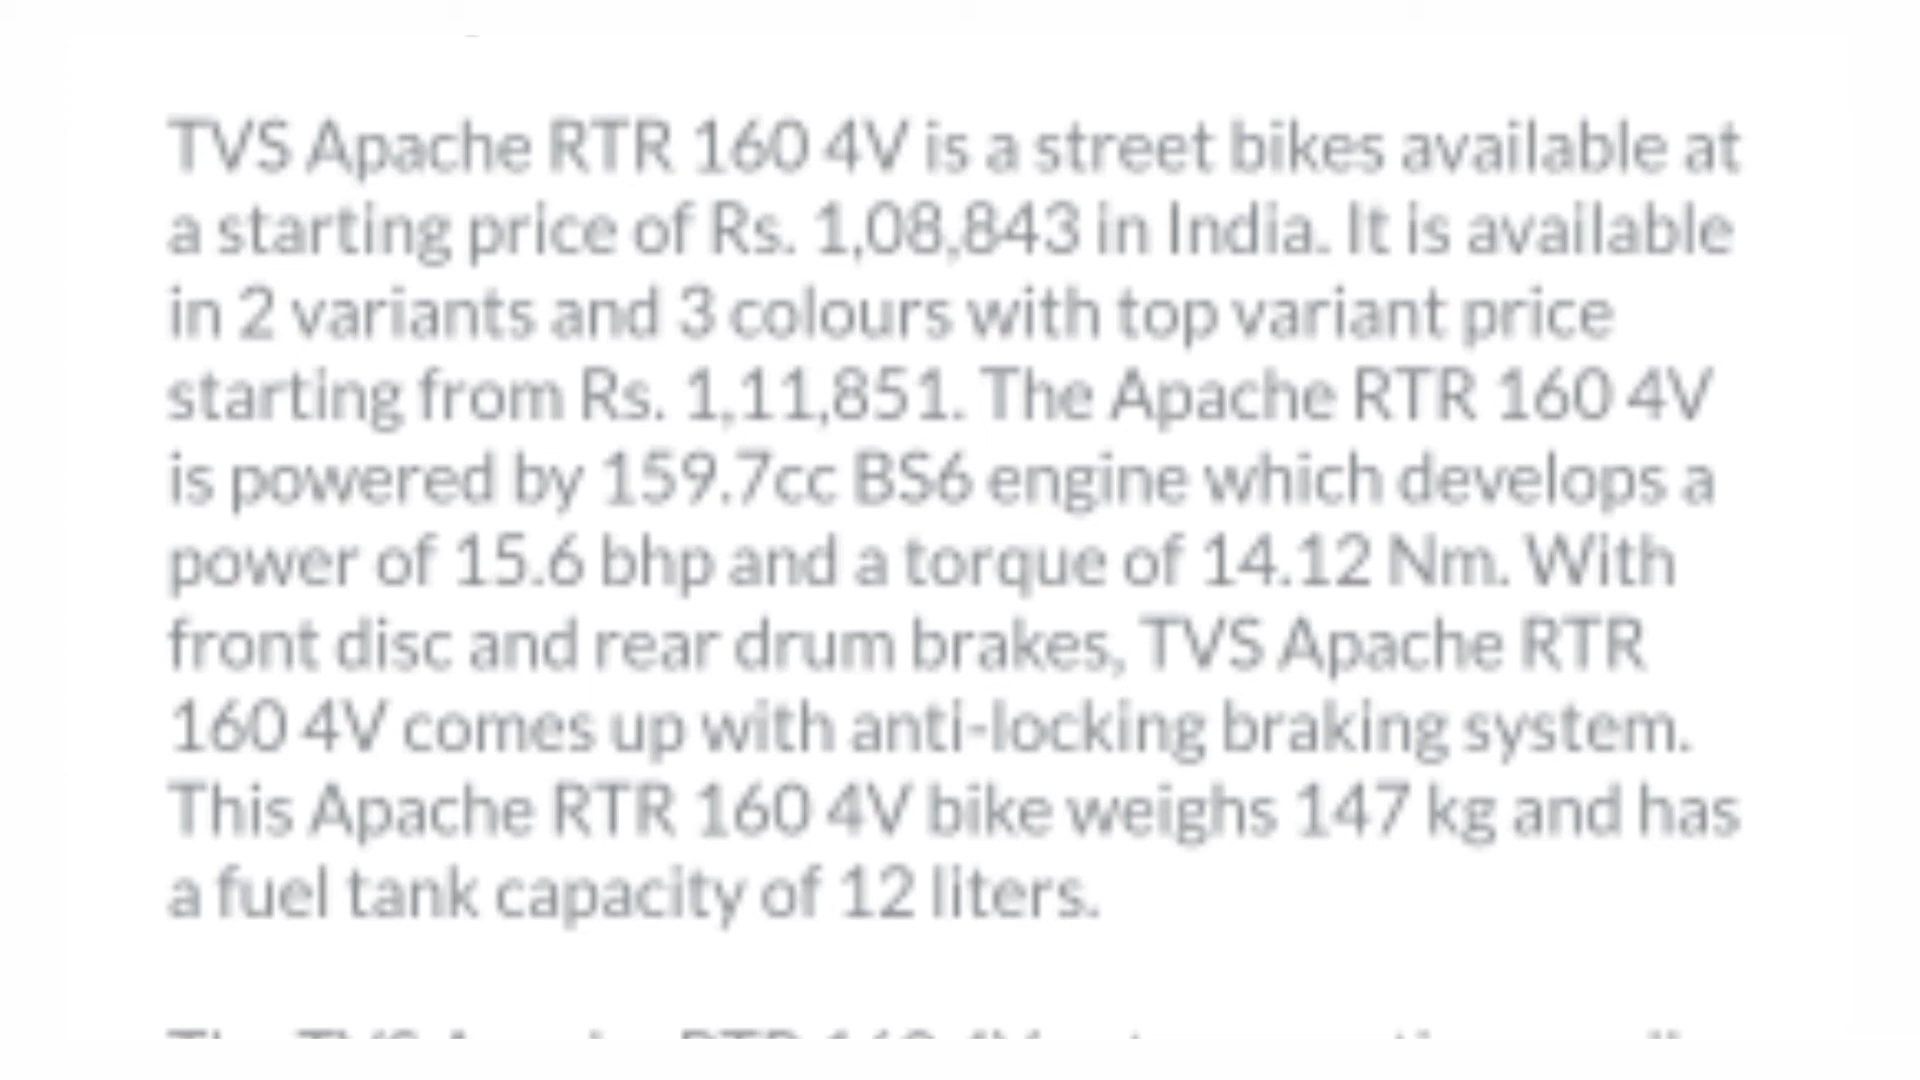 TVS Apache RTR 160 4V is a street bikes available at
a starting price of Rs. 1,08,843 in India. It is available
in 2 variants and 3 colours with top variant price
starting from Rs. 1,11,851. The Apache RTR 160 4V
is powered by 159.7cc BS6 engine which develops a
power of 15.6 bhp and a torque of 14.12 Nm. With
front disc and rear drum brakes, TVS Apache RTR
160 4V comes up with anti-locking braking system.
This Apache RTR 160 4V bike weighs 147 kg and has
a fuel tank capacity of 12 liters.